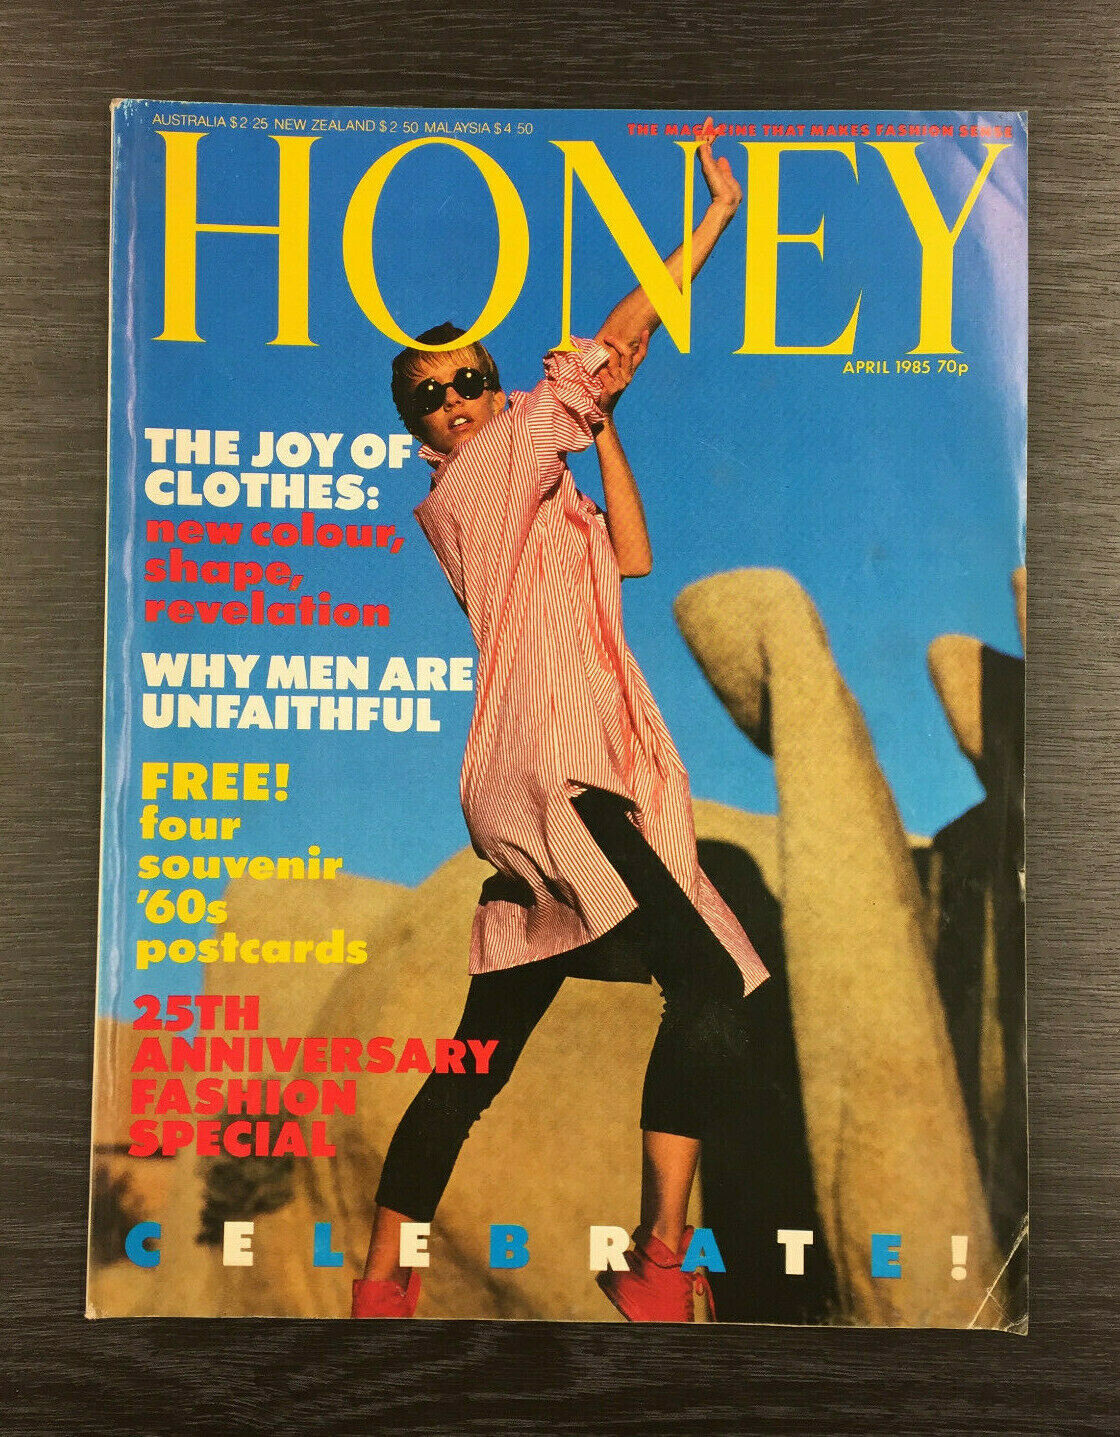 AUSTRALIA $2·25 NEW ZEALAND $2·50 MALAYSIA $4·50
THE MAGAZINE THAT MAKES FASHION SENSE
HONEY
APRIL 1985 70p
THE JOY OF
CLOTHES:
new colour,
shape,
revelation
WHY MEN ARE
UNFAITHFUL
FREE!
four
souvenir
'60s
postcards
25TH
ANNIVERSARY
FASHION
SPECIAL
CELEBRATE!